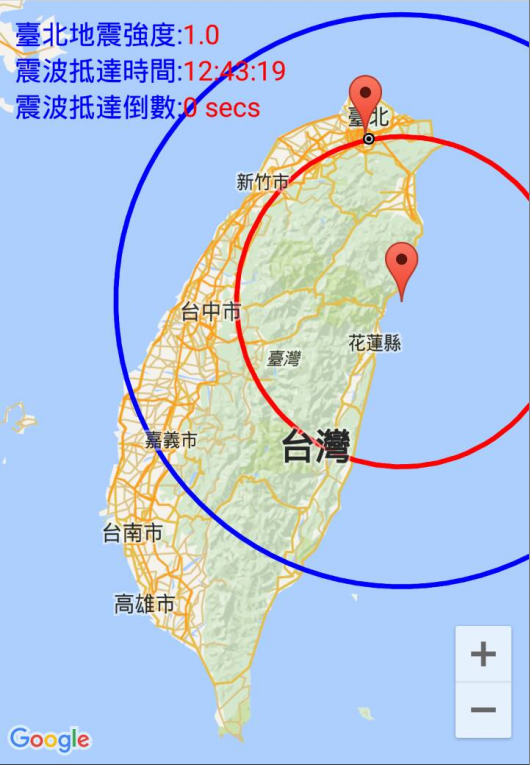 臺北地震強度:1.0
震波抵達時間:12:43:19
震波抵達倒數:0 secs
臺北
新竹市
台中市
花蓮縣
臺灣
嘉義市
台灣
台南市
高雄市
+
−
Google